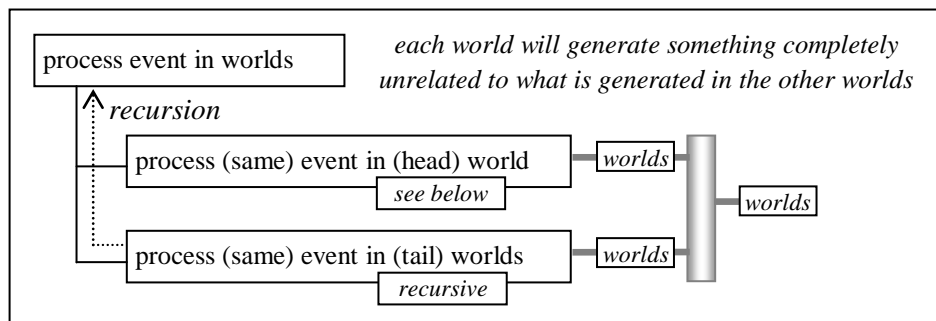 process event in worlds
each world will generate something completely
unrelated to what is generated in the other worlds
recursion
process (same) event in (head) world
worlds
see below
worlds
process (same) event in (tail) worlds
worlds
recursive